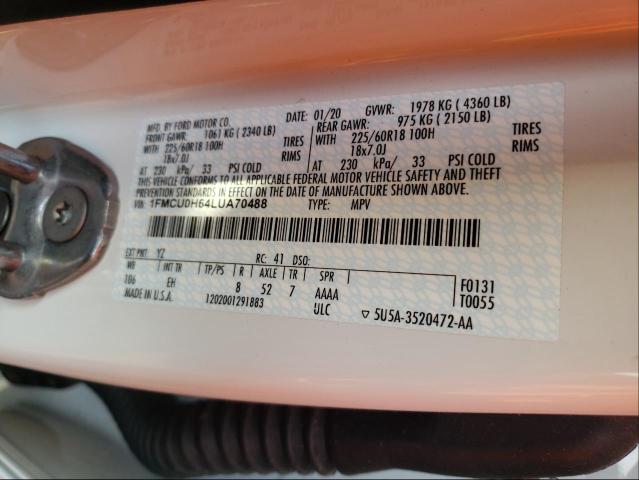 MFD. BY FORD MOTOR CO. DATE: 01/20 GVWR: 1978 KG ( 4360 LB)
FRONT GAWR: 1061 KG ( 2340 LB) REAR GAWR: 975 KG ( 2150 LB)
WITH 225/60R18 100H TIRES WITH 225/60R18 100H TIRES
18x7.0J RIMS 18x7.0J RIMS
AT 230 kPa/ 33 PSI COLD AT 230 kPa/ 33 PSI COLD
THIS VEHICLE CONFORMS TO ALL APPLICABLE FEDERAL MOTOR VEHICLE SAFETY AND THEFT
PREVENTION STANDARDS IN EFFECT ON THE DATE OF MANUFACTURE SHOWN ABOVE.
VIN: 1FMCU0H64LUA70488 TYPE: MPV
EXT PNT: YZ RC: 41 DSO:
WB INT TR TP/PS R AXLE TR SPR
106 EH 8 52 7 AAAA F0131
MADE IN U.S.A. 1202001291883 ULC T0055
▽ 5U5A-3520472-AA